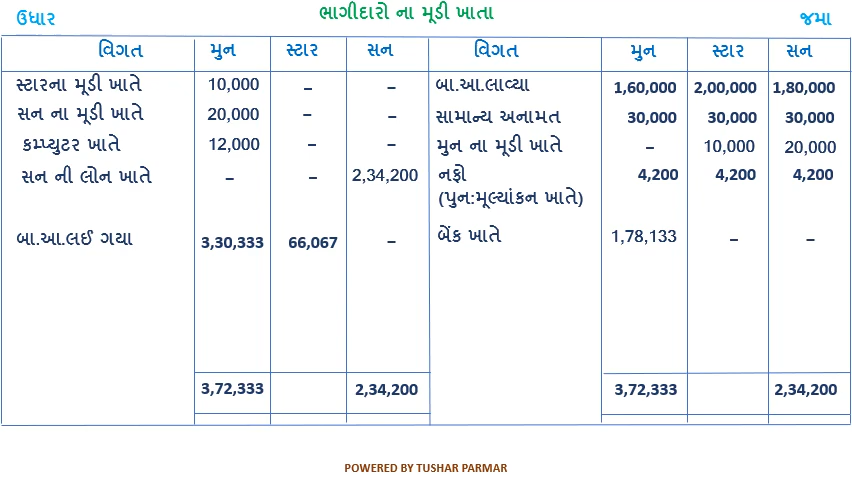 ભાગીદારો ના મૂડી ખાતા
ઉધાર જમા
વિગત મુન સ્ટાર સન વિગત મુન સ્ટાર સન
સ્ટારના મૂડી ખાતે 10,000 – – બા.આ.લાવ્યા 1,60,000 2,00,000 1,80,000
સન ના મૂડી ખાતે 20,000 – – સામાન્ય અનામત 30,000 30,000 30,000
કમ્પ્યુટર ખાતે 12,000 – – મુન ના મૂડી ખાતે – 10,000 20,000
સન ની લોન ખાતે – – 2,34,200 નફો 4,200 4,200 4,200
(પુન:મૂલ્યાંકન ખાતે)
બા.આ.લઈ ગયા 3,30,333 66,067 – બેંક ખાતે 1,78,133 – –
3,72,333 2,34,200 3,72,333 2,34,200
POWERED BY TUSHAR PARMAR